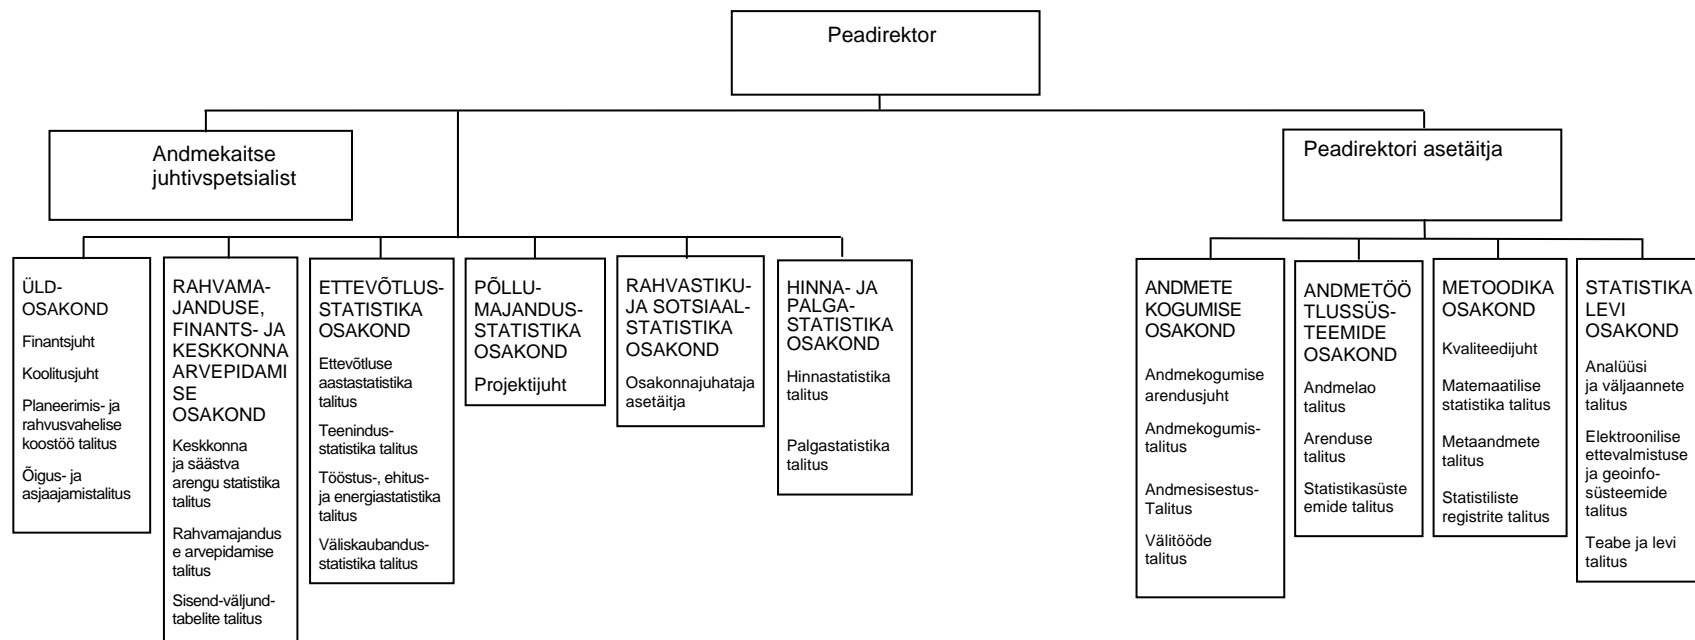 Peadirektor
Andmekaitse
juhtivspetsialist
Peadirektori asetäitja
ÜLD-
OSAKOND
Finantsjuht
Koolitusjuht
Planeerimis- ja
rahvusvahelise
koostöö talitus
Õigus- ja
asjaajamistalitus
RAHVAMA-
JANDUSE,
FINANTS- JA
KESKKONNA
ARVEPIDAMI
SE
OSAKOND
Keskkonna
ja säästva
arengu statistika
talitus
Rahvamajandus
e arvepidamise
talitus
Sisend-väljund-
tabelite talitus
ETTEVÕTLUS-
STATISTIKA
OSAKOND
Ettevõtluse
aastastatistika
talitus
Teenindus-
statistika talitus
Tööstus-, ehitus-
ja energiastatistika
talitus
Väliskaubandus-
statistika talitus
PÕLLU-
MAJANDUS-
STATISTIKA
OSAKOND
Projektijuht
RAHVASTIKU-
JA SOTSIAAL-
STATISTIKA
OSAKOND
Osakonnajuhataja
asetäitja
HINNA- JA
PALGA-
STATISTIKA
OSAKOND
Hinnastatistika
talitus
Palgastatistika
talitus
ANDMETE
KOGUMISE
OSAKOND
Andmekogumise
arendusjuht
Andmekogumis-
talitus
Andmesisestus-
Talitus
Välitööde
talitus
ANDMETÖÖ
TLUSSÜS-
TEEMIDE
OSAKOND
Andmelao
talitus
Arenduse
talitus
Statistikasüste
emide talitus
METOODIKA
OSAKOND
Kvaliteedijuht
Matemaatilise
statistika talitus
Metaandmete
talitus
Statistiliste
registrite talitus
STATISTIKA
LEVI
OSAKOND
Analüüsi
ja väljaannete
talitus
Elektroonilise
ettevalmistuse
ja geoinfo-
süsteemide
talitus
Teabe ja levi
talitus